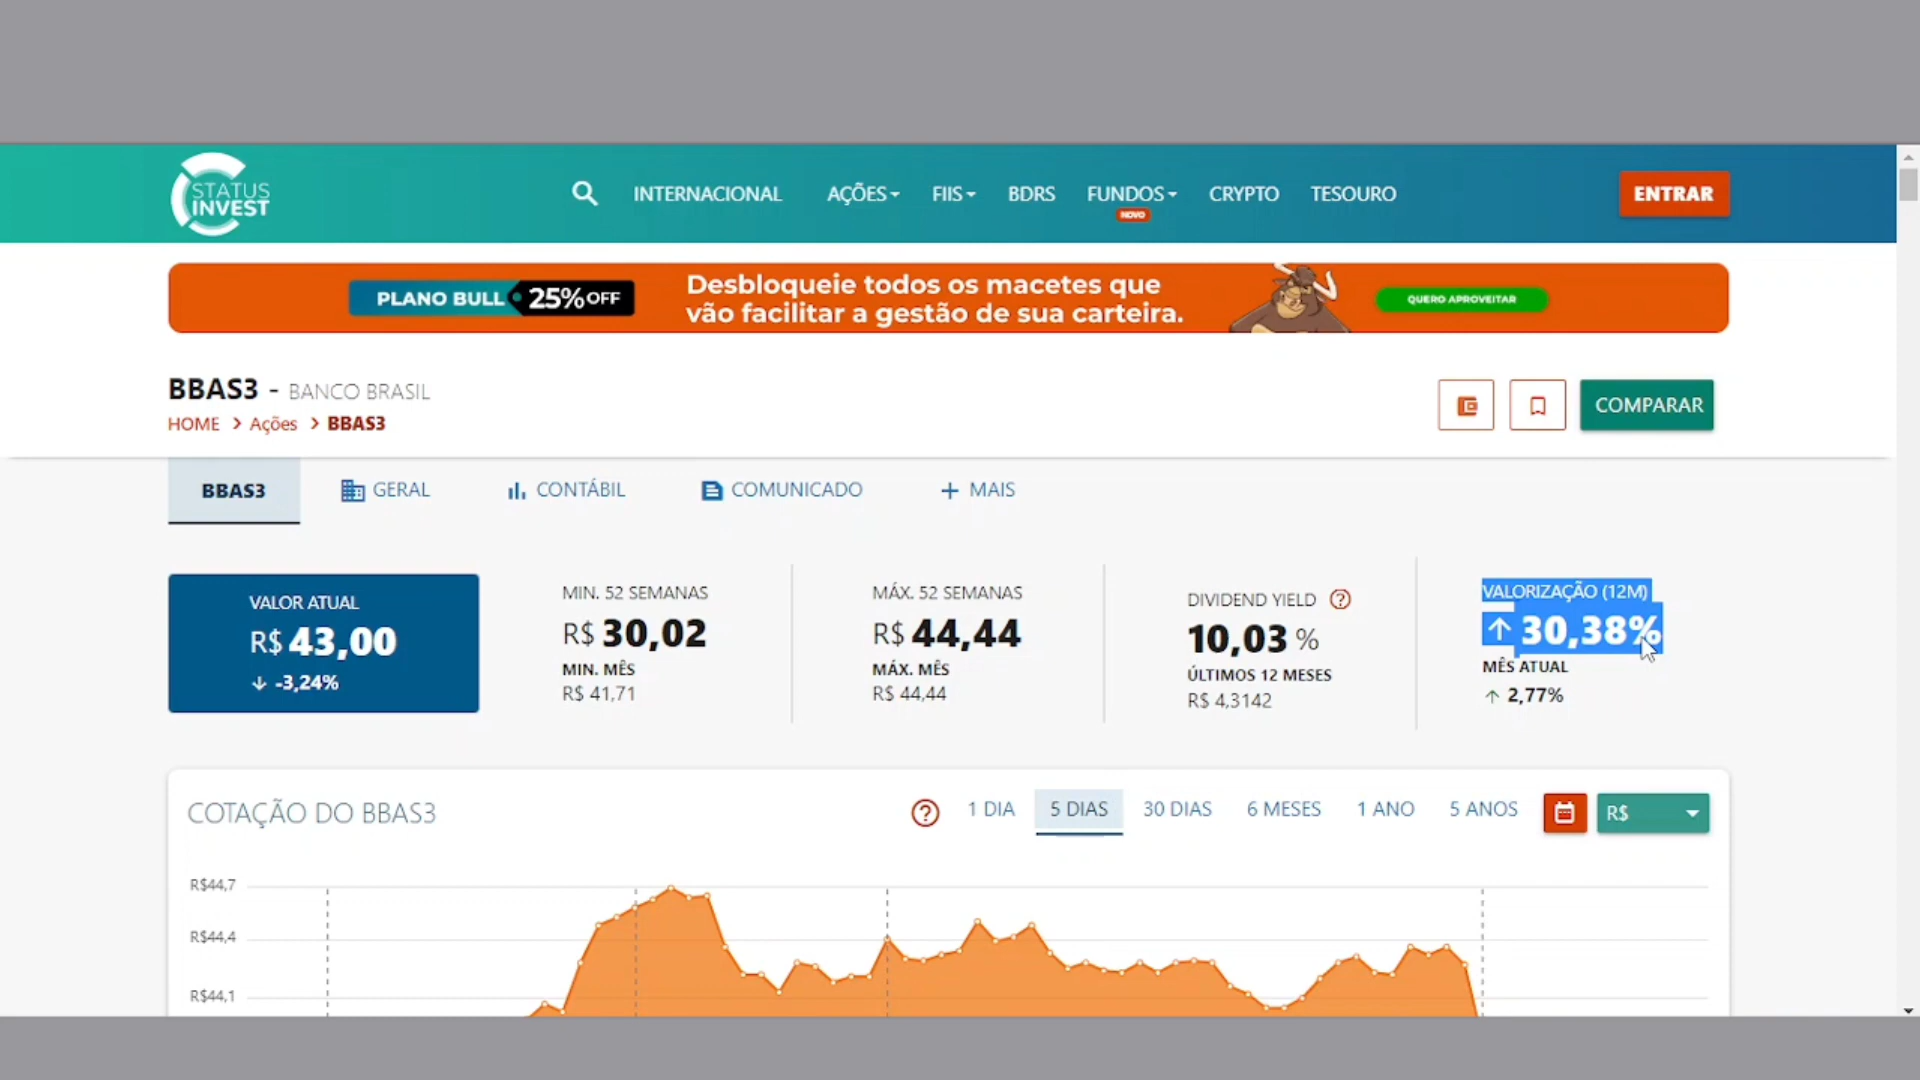 STATUS
INVEST
INTERNACIONAL AÇÕES FIIS BDRS FUNDOS CRYPTO TESOURO ENTRAR
NOVO
PLANO BULL 25% OFF
Desbloqueie todos os macetes que
vão facilitar a gestão de sua carteira.
QUERO APROVEITAR
BBAS3 - BANCO BRASIL
HOME > Ações > BBAS3
COMPARAR
BBAS3 GERAL CONTÁBIL COMUNICADO + MAIS
VALOR ATUAL
R$ 43,00
↓ -3,24%
MIN. 52 SEMANAS
R$ 30,02
MIN. MÊS
R$ 41,71
MÁX. 52 SEMANAS
R$ 44,44
MÁX. MÊS
R$ 44,44
DIVIDEND YIELD ?
10,03 %
ÚLTIMOS 12 MESES
R$ 4,3142
VALORIZAÇÃO (12M)
↑ 30,38%
MÊS ATUAL
↑ 2,77%
COTAÇÃO DO BBAS3
? 1 DIA 5 DIAS 30 DIAS 6 MESES 1 ANO 5 ANOS R$
R$44,7
R$44,4
R$44,1